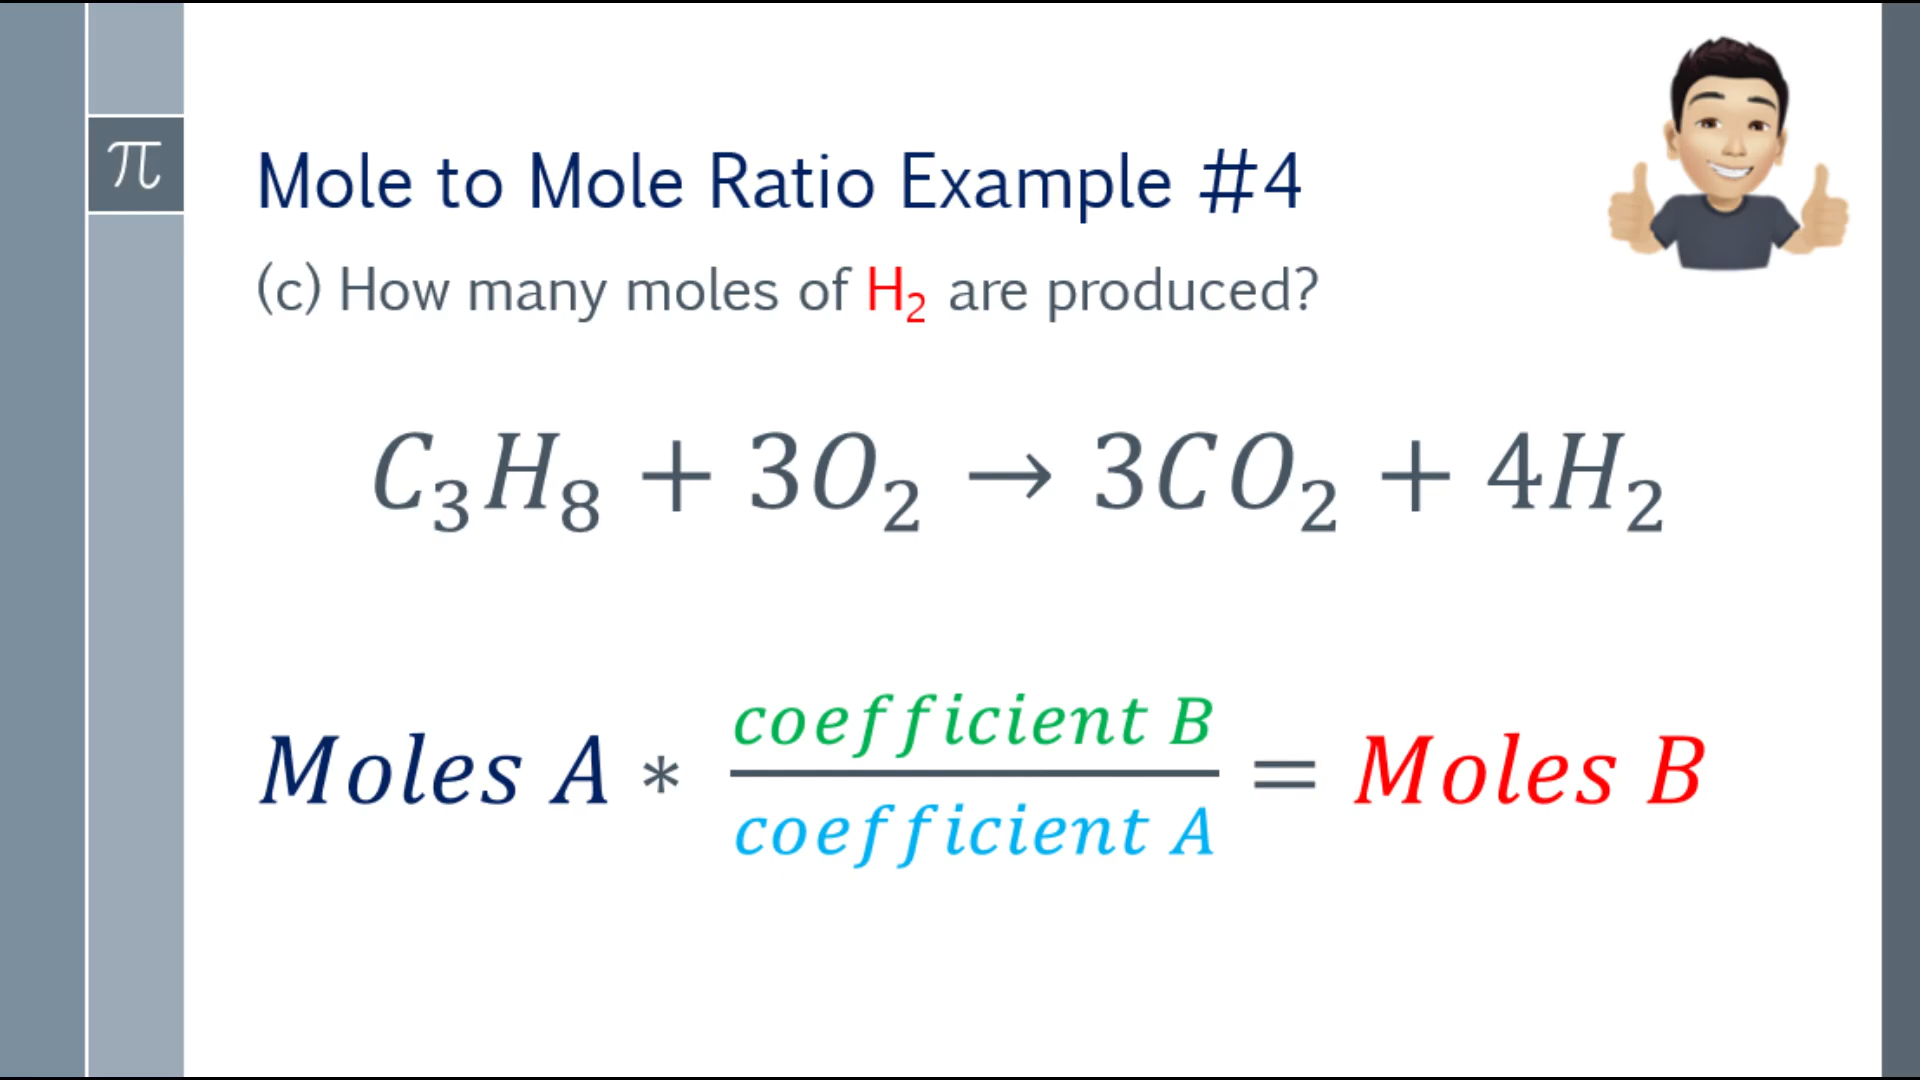 π
Mole to Mole Ratio Example #4
(c) How many moles of H₂ are produced?
C₃H₈ + 3O₂ → 3CO₂ + 4H₂
Moles A * coefficient B / coefficient A = Moles B